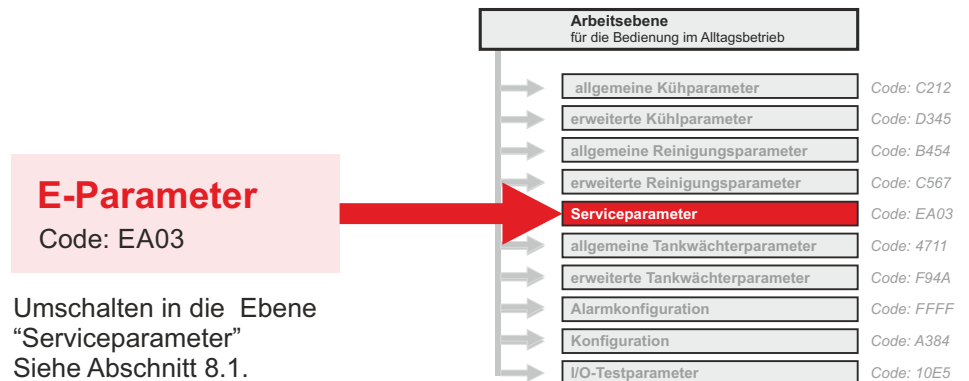 Arbeitsebene
für die Bedienung im Alltagsbetrieb
allgemeine Kühparameter Code: C212
erweiterte Kühlparameter Code: D345
allgemeine Reinigungsparameter Code: B454
erweiterte Reinigungsparameter Code: C567
Serviceparameter Code: EA03
allgemeine Tankwächterparameter Code: 4711
erweiterte Tankwächterparameter Code: F94A
Alarmkonfiguration Code: FFFF
Konfiguration Code: A384
I/O-Testparameter Code: 10E5
E-Parameter
Code: EA03
Umschalten in die Ebene
“Serviceparameter”
Siehe Abschnitt 8.1.